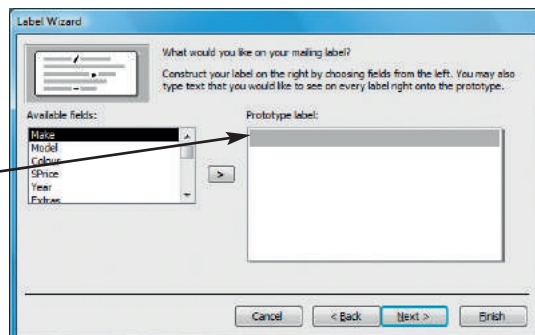 Label Wizard
What would you like on your mailing label?
Construct your label on the right by choosing fields from the left. You may also
type text that you would like to see on every label right onto the prototype.
Available fields:
Prototype label:
Make
Model
Colour
SPrice
Year
Extras
>
Cancel
< Back
Next >
Finish